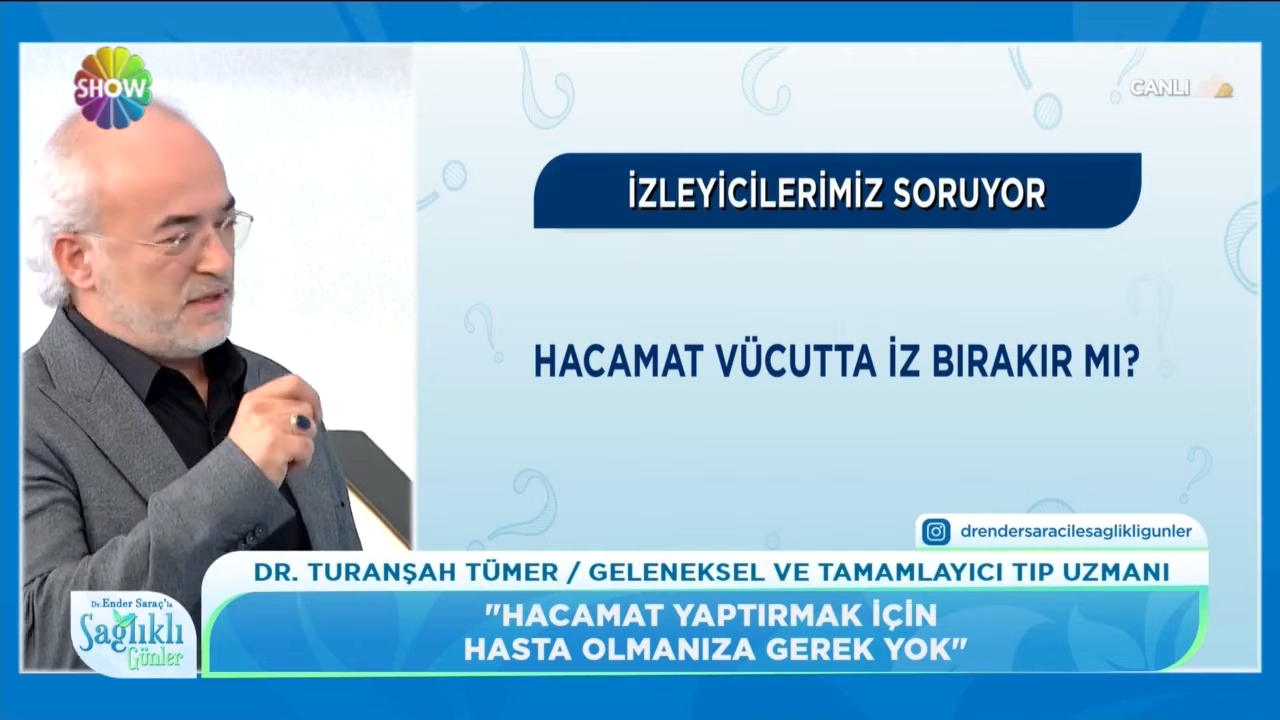 SHOW
CANLI
İZLEYİCİLERİMİZ SORUYOR
HACAMAT VÜCUTTA İZ BIRAKIR MI?
drendersaracilesaglikligunler
DR. TURANŞAH TÜMER / GELENEKSEL VE TAMAMLAYICI TIP UZMANI
Dr. Ender Saraç'la
Sağlıklı
Günler
"HACAMAT YAPTIRMAK İÇİN
HASTA OLMANIZA GEREK YOK"